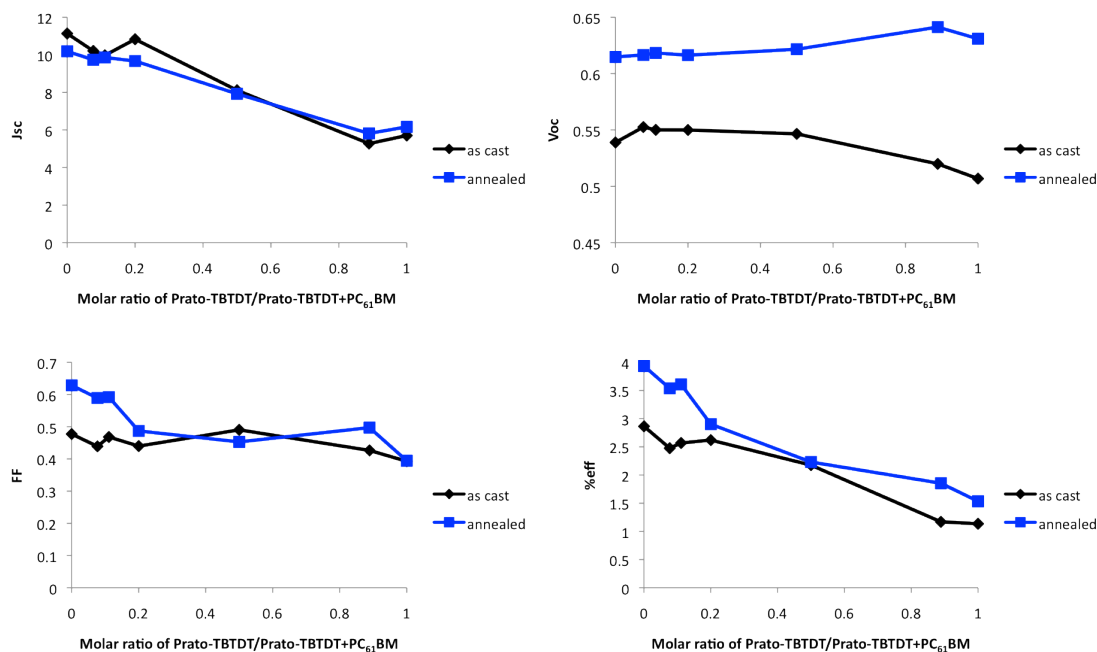 12
10
8
6
4
2
0
Jsc
0 0.2 0.4 0.6 0.8 1
Molar ratio of Prato-TBTDT/Prato-TBTDT+PC₆₁BM
as cast
annealed
0.65
0.6
0.55
0.5
0.45
Voc
0 0.2 0.4 0.6 0.8 1
Molar ratio of Prato-TBTDT/Prato-TBTDT+PC₆₁BM
as cast
annealed
0.7
0.6
0.5
0.4
0.3
0.2
0.1
0
FF
0 0.2 0.4 0.6 0.8 1
Molar ratio of Prato-TBTDT/Prato-TBTDT+PC₆₁BM
as cast
annealed
4
3.5
3
2.5
2
1.5
1
0.5
0
%eff
0 0.2 0.4 0.6 0.8 1
Molar ratio of Prato-TBTDT/Prato-TBTDT+PC₆₁BM
as cast
annealed